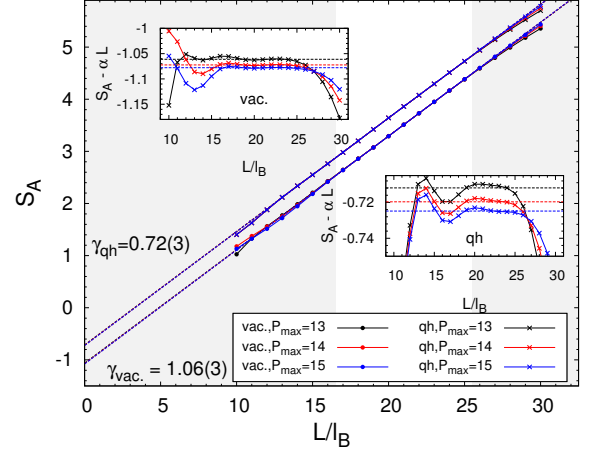 S_A
5
4
3
2
1
0
-1
0
5
10
15
20
25
30
L/l_B
γ_qh=0.72(3)
γ_vac. = 1.06(3)
S_A - α L
-1
-1.05
-1.1
-1.15
10
15
20
25
30
L/l_B
vac.
S_A - α L
-0.72
-0.74
10
15
20
25
30
L/l_B
qh
vac.,P_max=13
vac.,P_max=14
vac.,P_max=15
qh,P_max=13
qh,P_max=14
qh,P_max=15